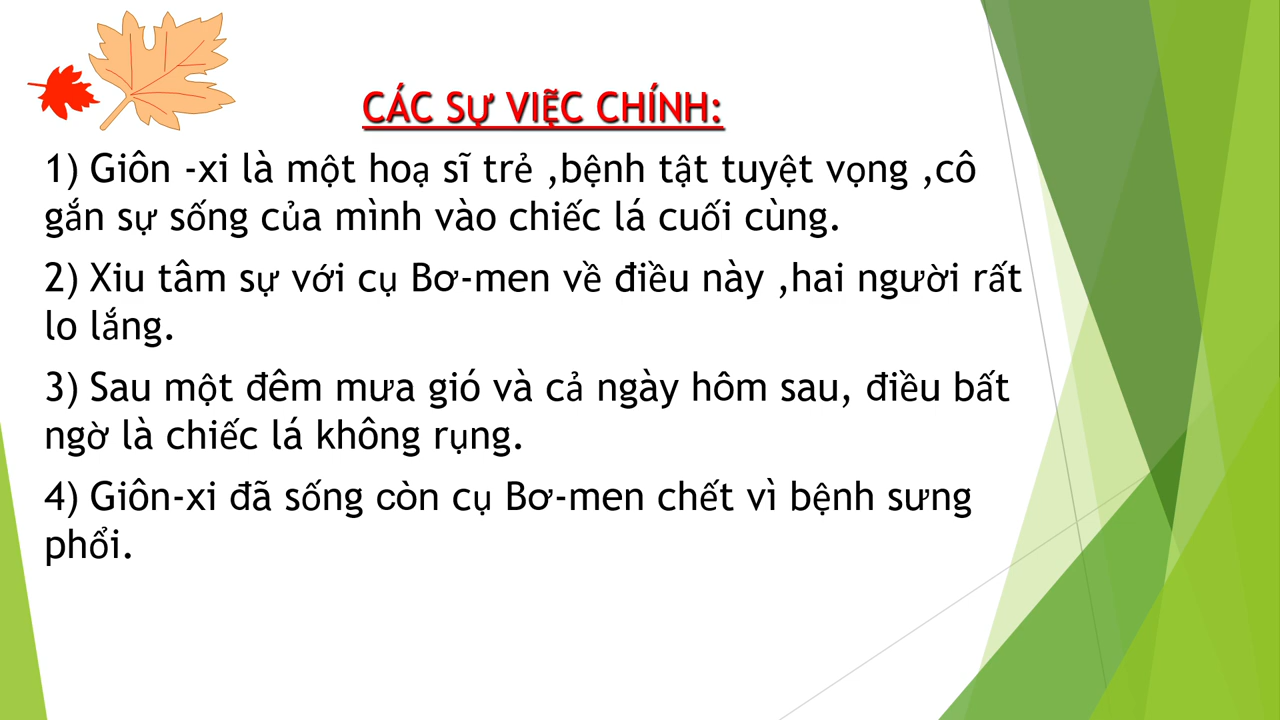 CÁC SỰ VIỆC CHÍNH:
1) Giôn -xi là một hoạ sĩ trẻ ,bệnh tật tuyệt vọng ,cô
gắn sự sống của mình vào chiếc lá cuối cùng.
2) Xiu tâm sự với cụ Bơ-men về điều này ,hai người rất
lo lắng.
3) Sau một đêm mưa gió và cả ngày hôm sau, điều bất
ngờ là chiếc lá không rụng.
4) Giôn-xi đã sống còn cụ Bơ-men chết vì bệnh sưng
phổi.